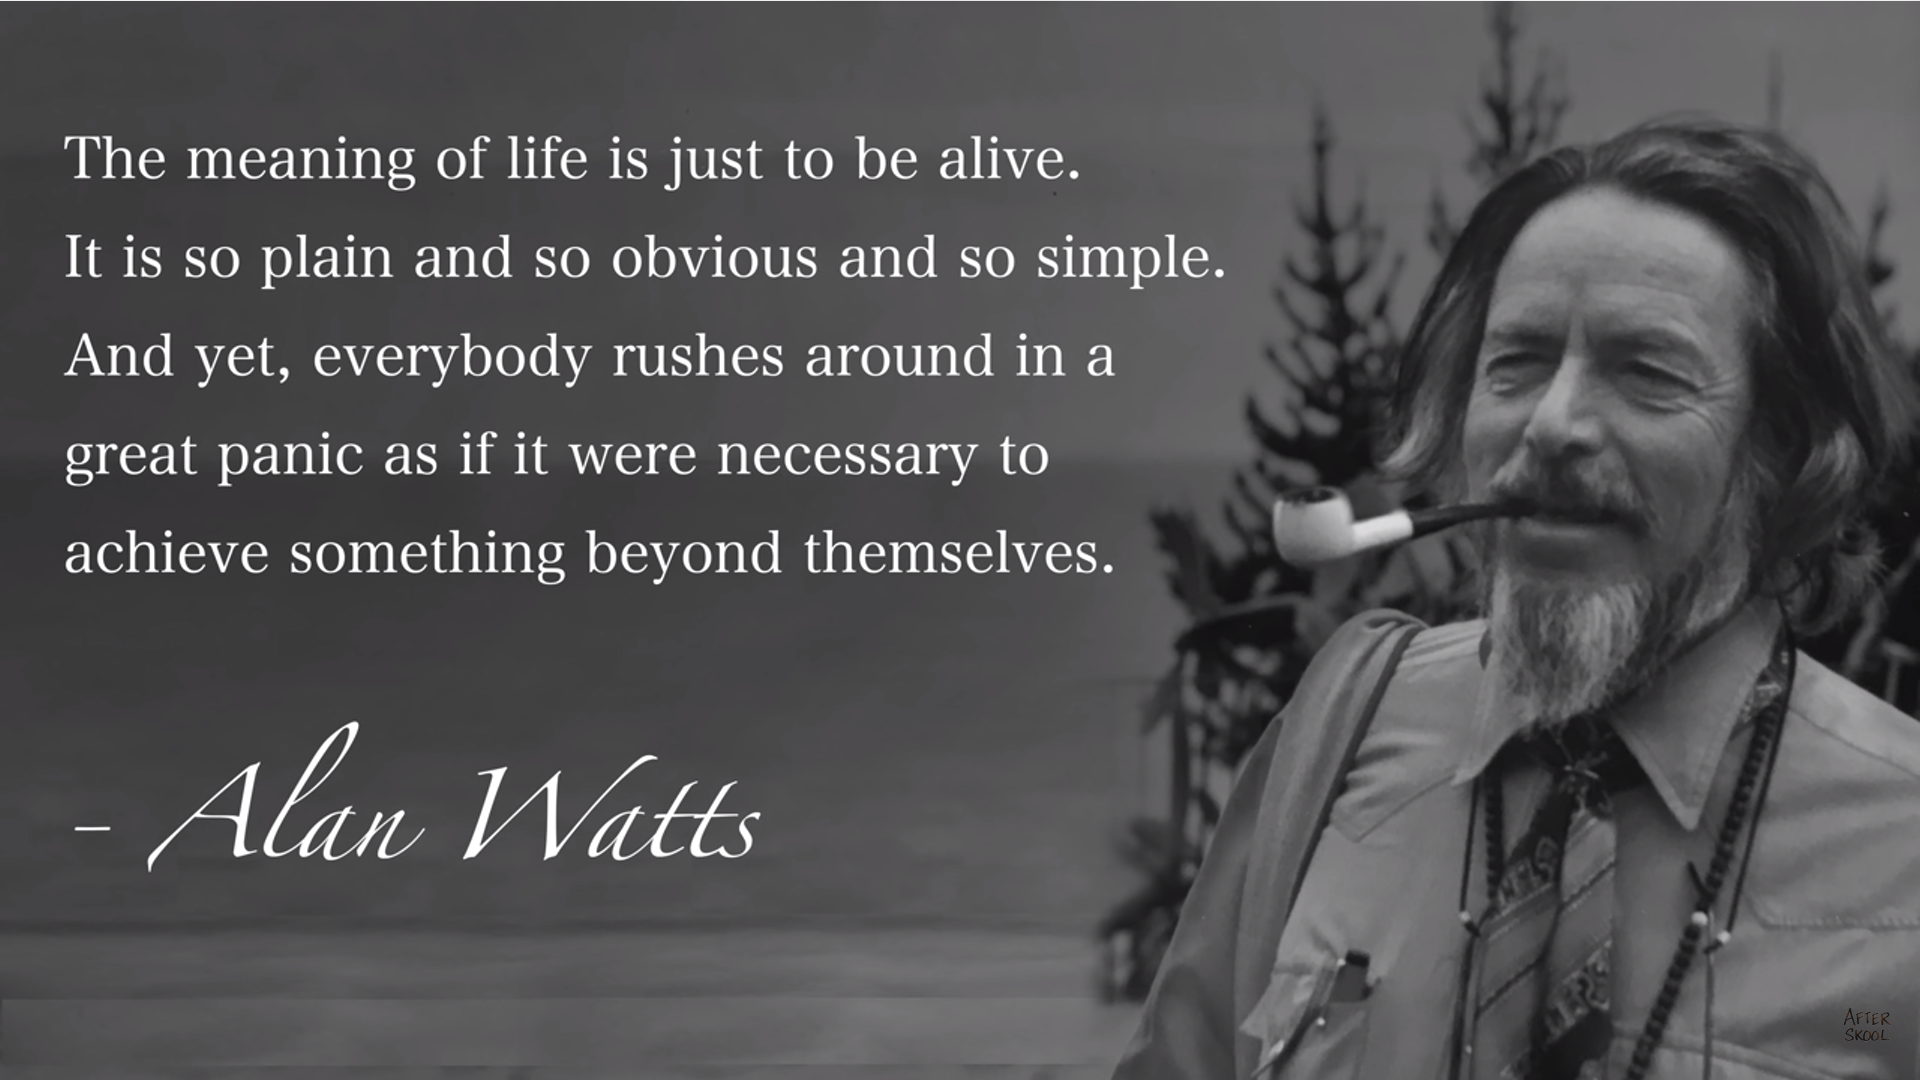 The meaning of life is just to be alive.
It is so plain and so obvious and so simple.
And yet, everybody rushes around in a
great panic as if it were necessary to
achieve something beyond themselves.
– Alan Watts
AFTER
SKOOL